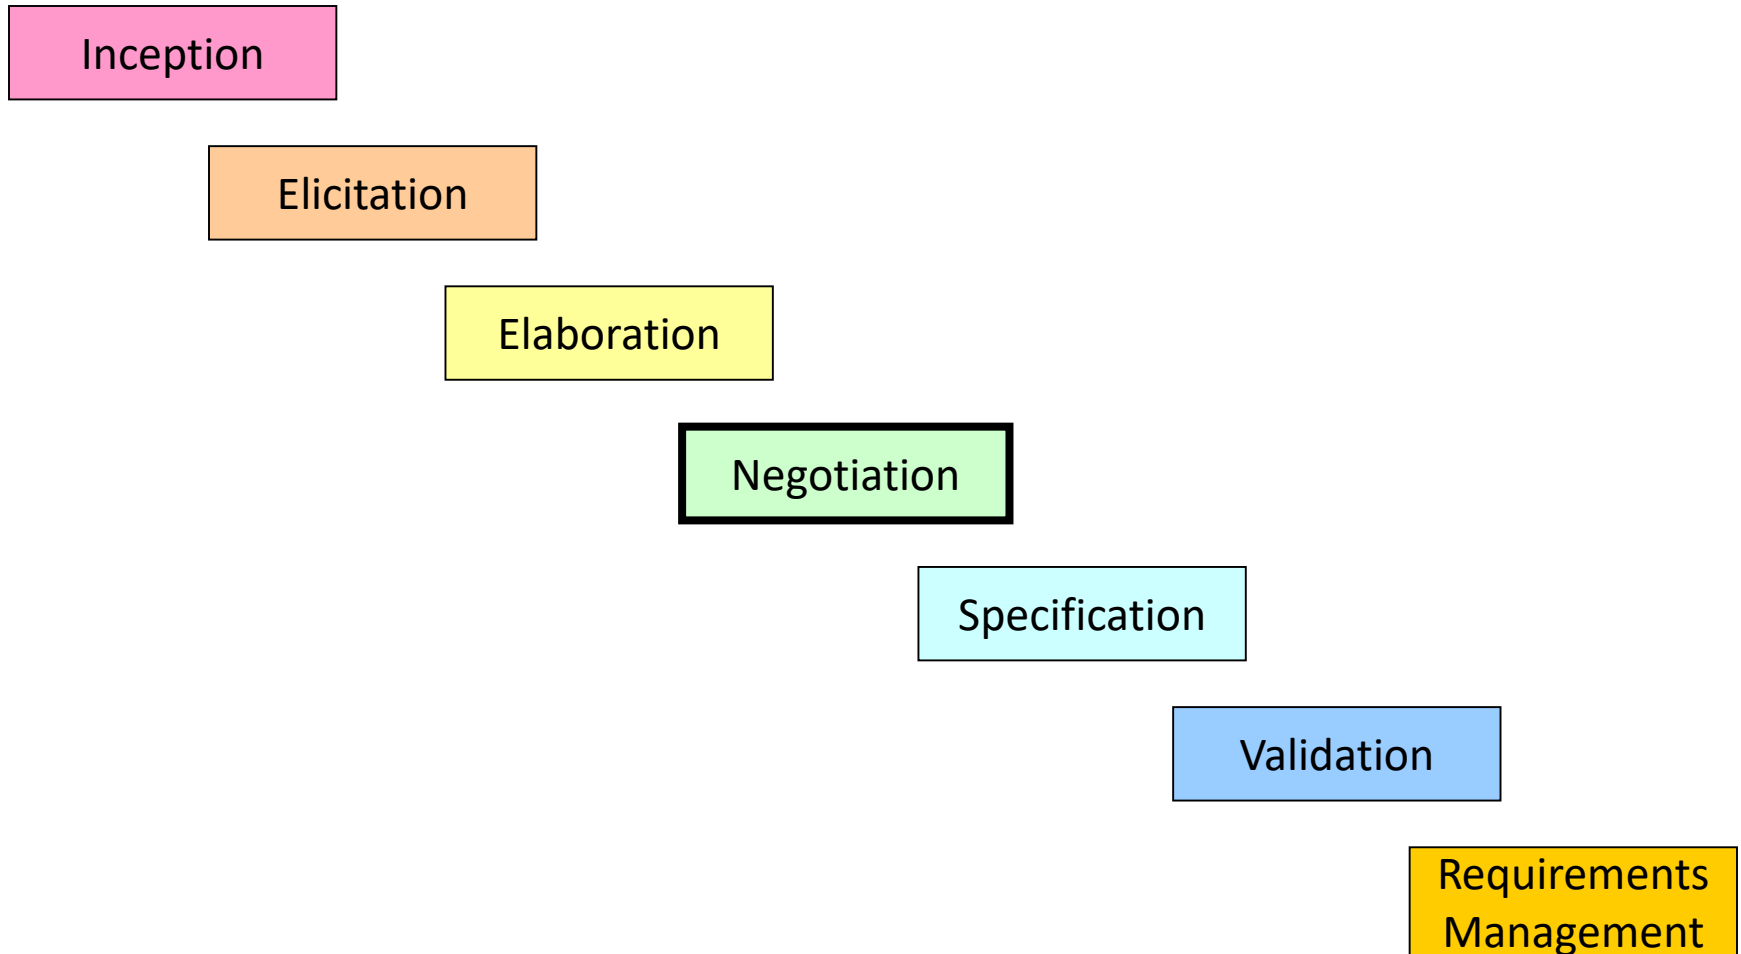 Inception
Elicitation
Elaboration
Negotiation
Specification
Validation
Requirements
Management